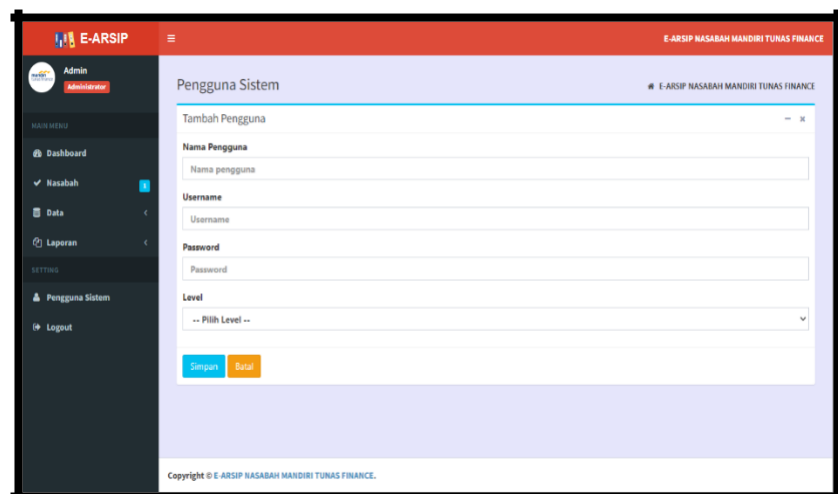 E-ARSIP
E-ARSIP NASABAH MANDIRI TUNAS FINANCE
Admin
Administrator
MAIN MENU
Dashboard
Nasabah
Data
Laporan
SETTING
Pengguna Sistem
Logout
Pengguna Sistem
E-ARSIP NASABAH MANDIRI TUNAS FINANCE
Tambah Pengguna
Nama Pengguna
Nama pengguna
Username
Username
Password
Password
Level
-- Pilih Level --
Simpan Batal
Copyright © E-ARSIP NASABAH MANDIRI TUNAS FINANCE.